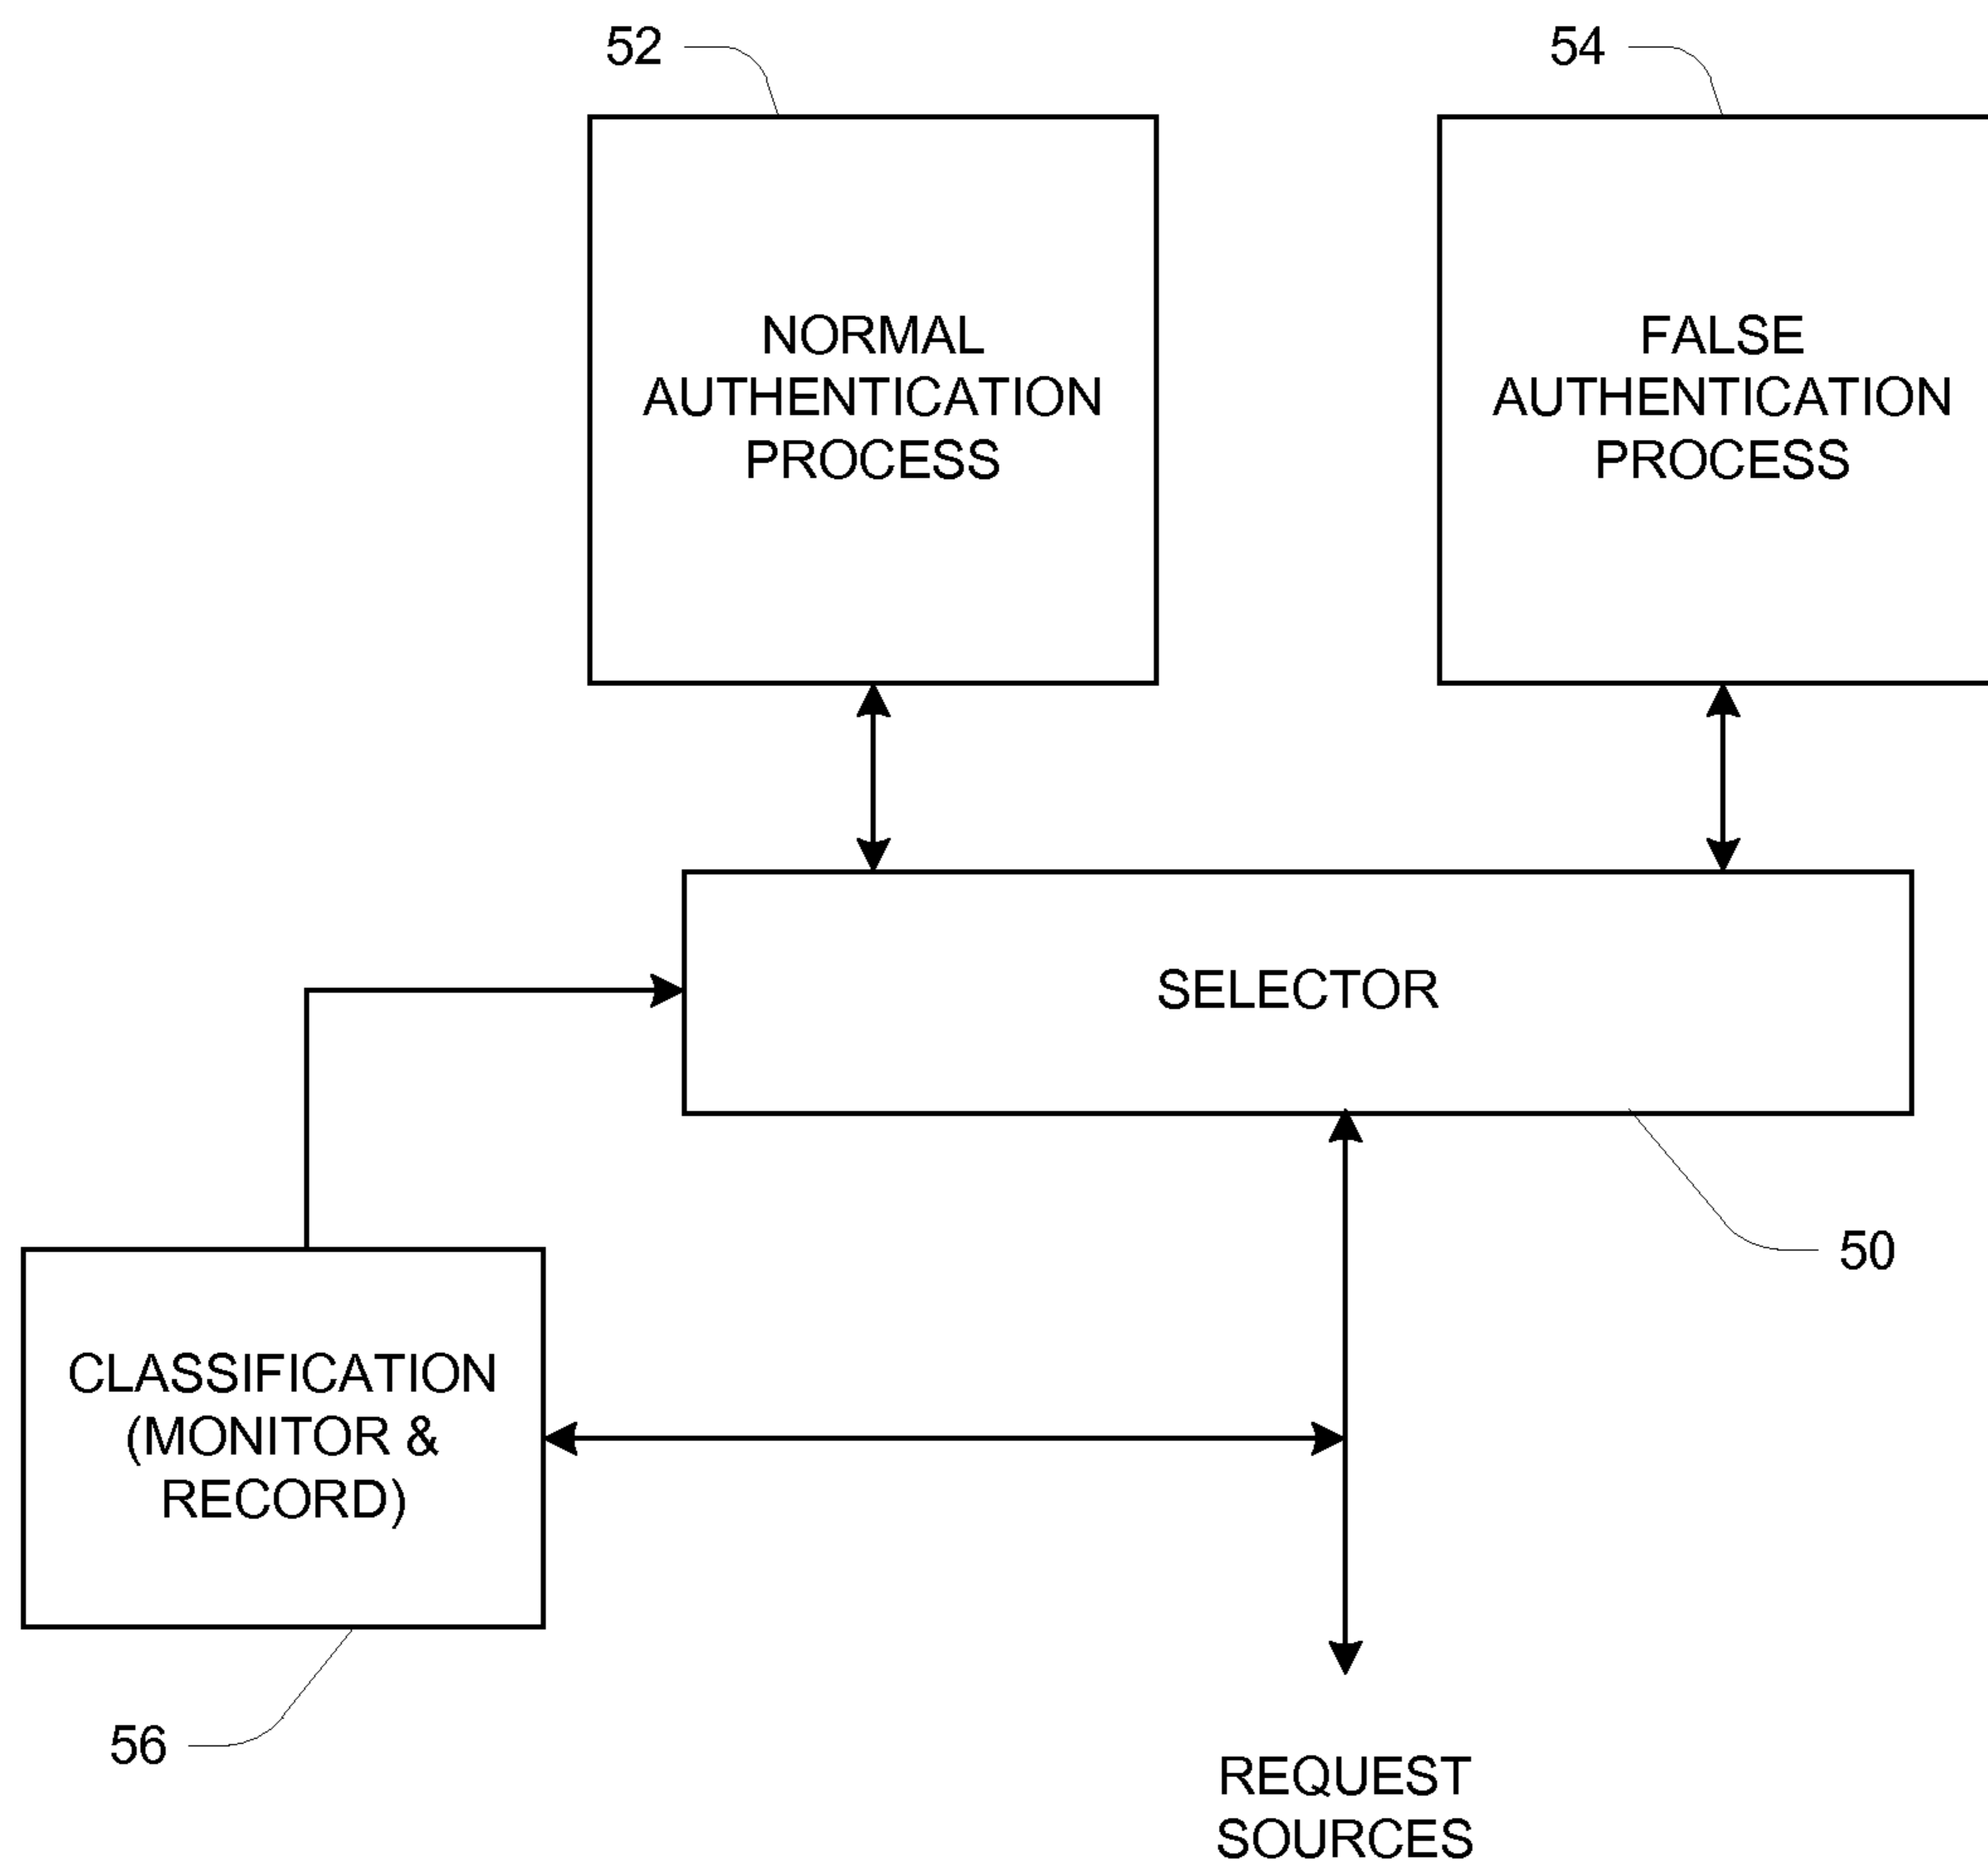 52
54
NORMAL
AUTHENTICATION
PROCESS
FALSE
AUTHENTICATION
PROCESS
SELECTOR
50
CLASSIFICATION
(MONITOR &
RECORD)
56
REQUEST
SOURCES